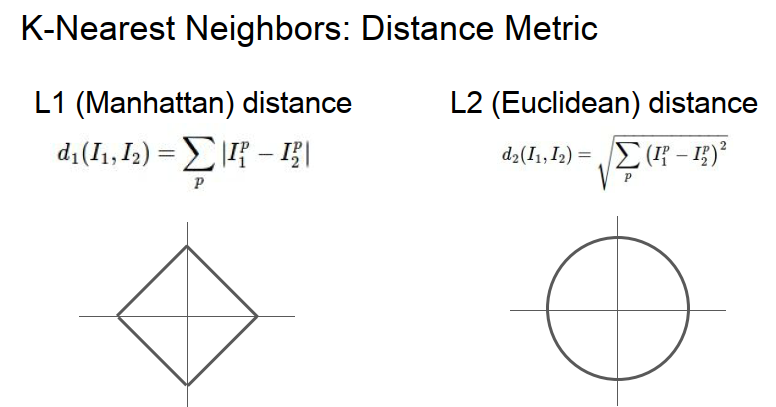 K-Nearest Neighbors: Distance Metric
L1 (Manhattan) distance
d₁(I₁, I₂) = ∑ₚ |I₁ᵖ − I₂ᵖ|
L2 (Euclidean) distance
d₂(I₁, I₂) = √(∑ₚ (I₁ᵖ − I₂ᵖ)²)